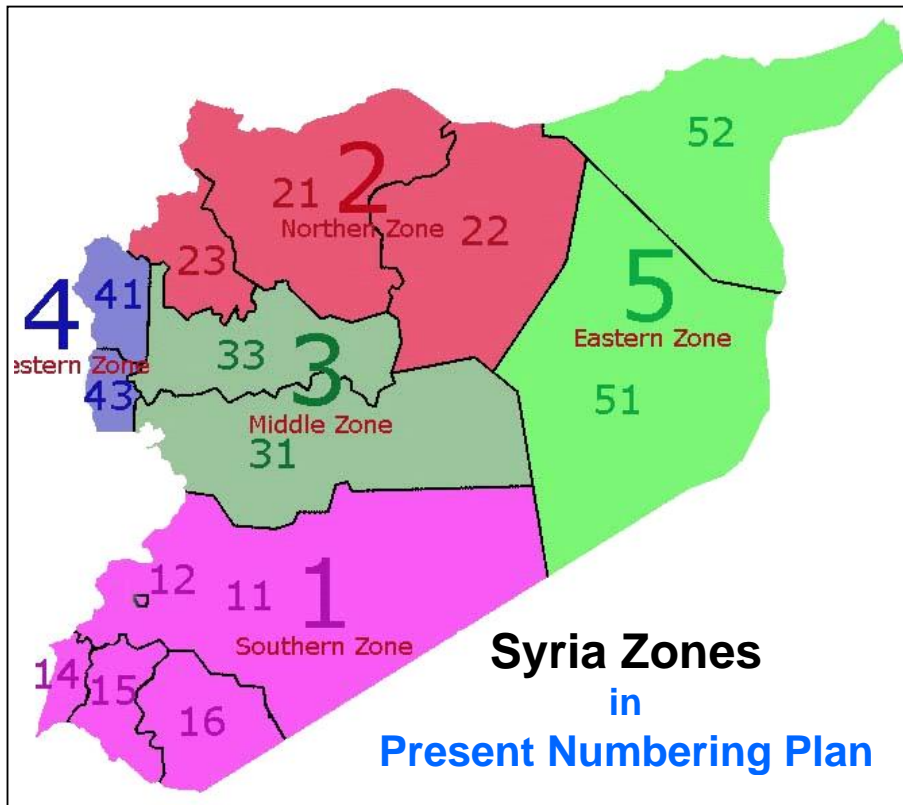 52
2
21
Northen Zone
22
23
5
41
4
Eastern Zone
33
3
estern Zone
43
51
Middle Zone
31
12
1
11
Southern Zone
14
15
16
Syria Zones
in
Present Numbering Plan